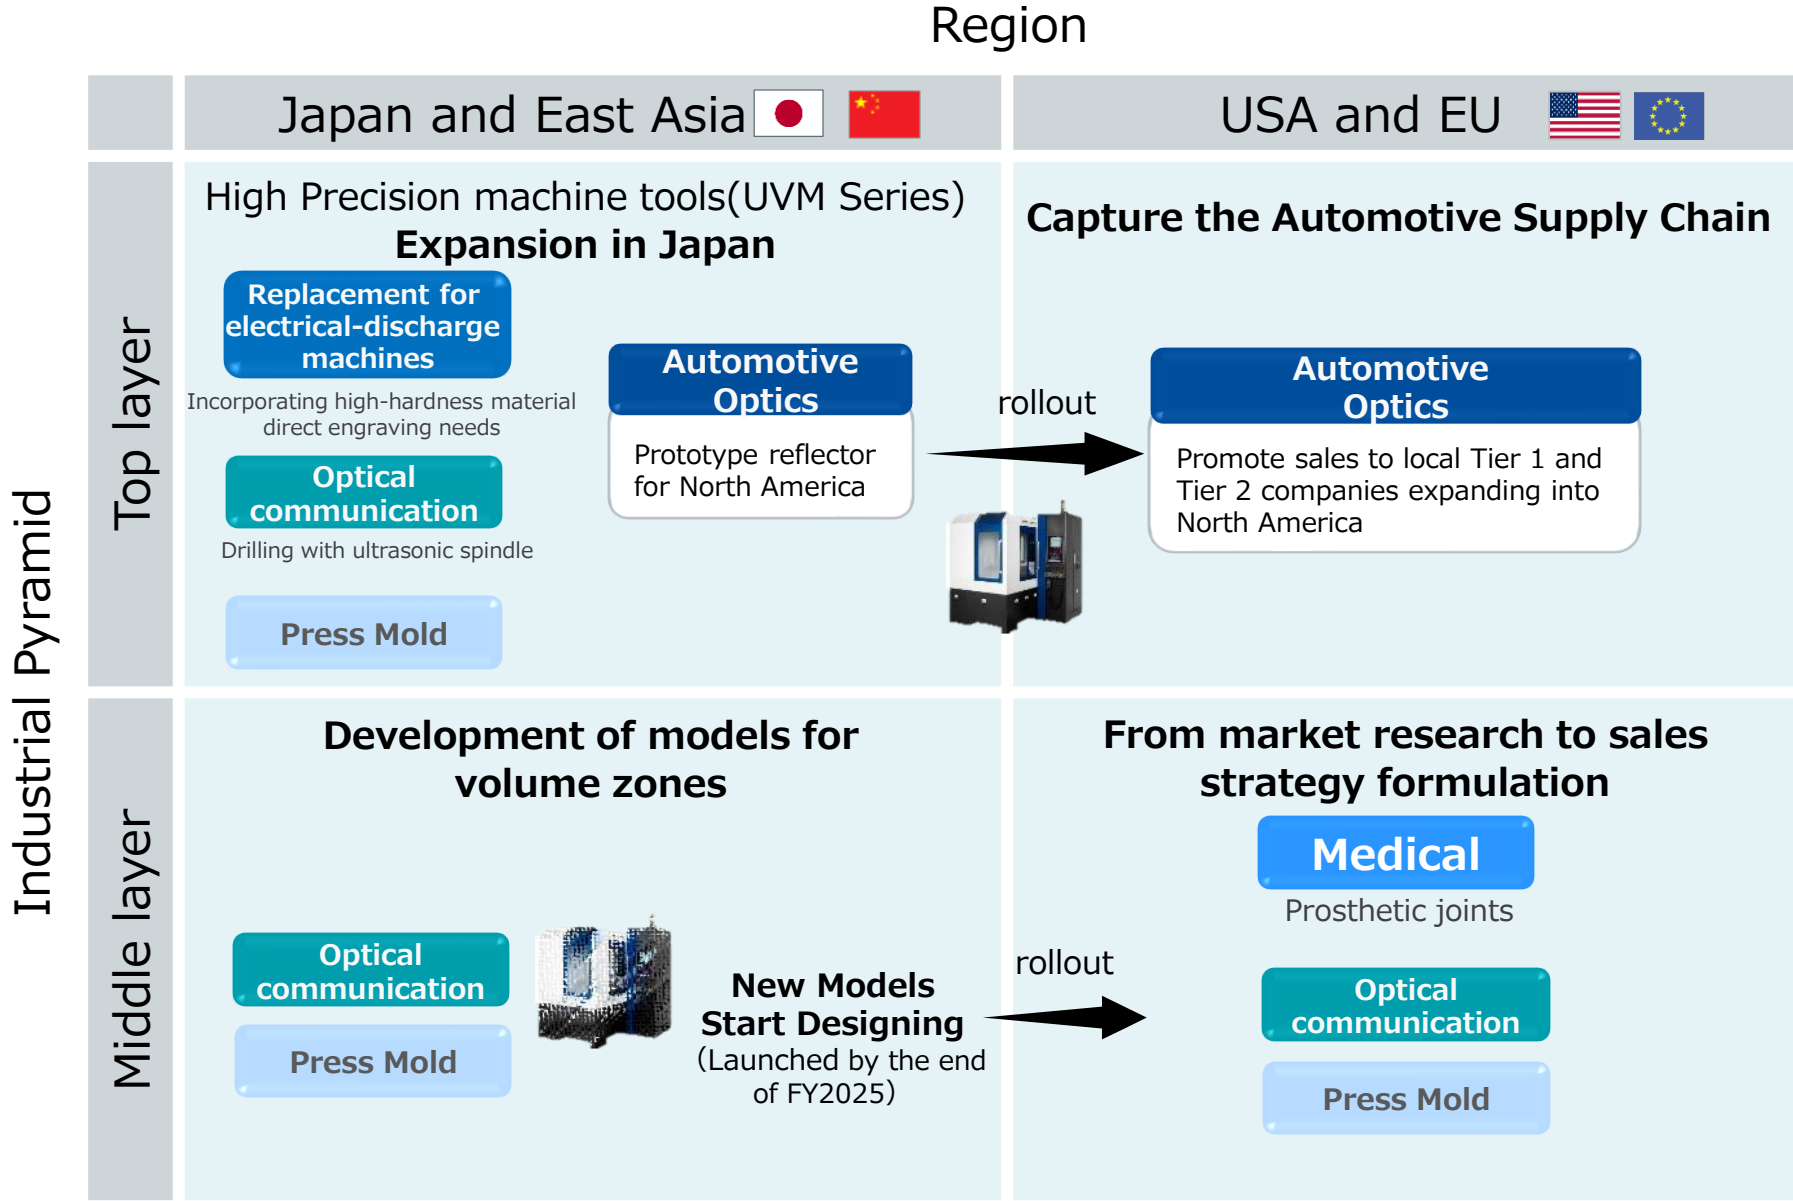 Region
Japan and East Asia
USA and EU
Industrial Pyramid
Top layer
High Precision machine tools(UVM Series)
Expansion in Japan
Replacement for
electrical-discharge
machines
Incorporating high-hardness material
direct engraving needs
Optical
communication
Drilling with ultrasonic spindle
Press Mold
Automotive
Optics
Prototype reflector
for North America
rollout
Capture the Automotive Supply Chain
Automotive
Optics
Promote sales to local Tier 1 and
Tier 2 companies expanding into
North America
Middle layer
Development of models for
volume zones
Optical
communication
Press Mold
New Models
Start Designing
(Launched by the end
of FY2025)
rollout
From market research to sales
strategy formulation
Medical
Prosthetic joints
Optical
communication
Press Mold